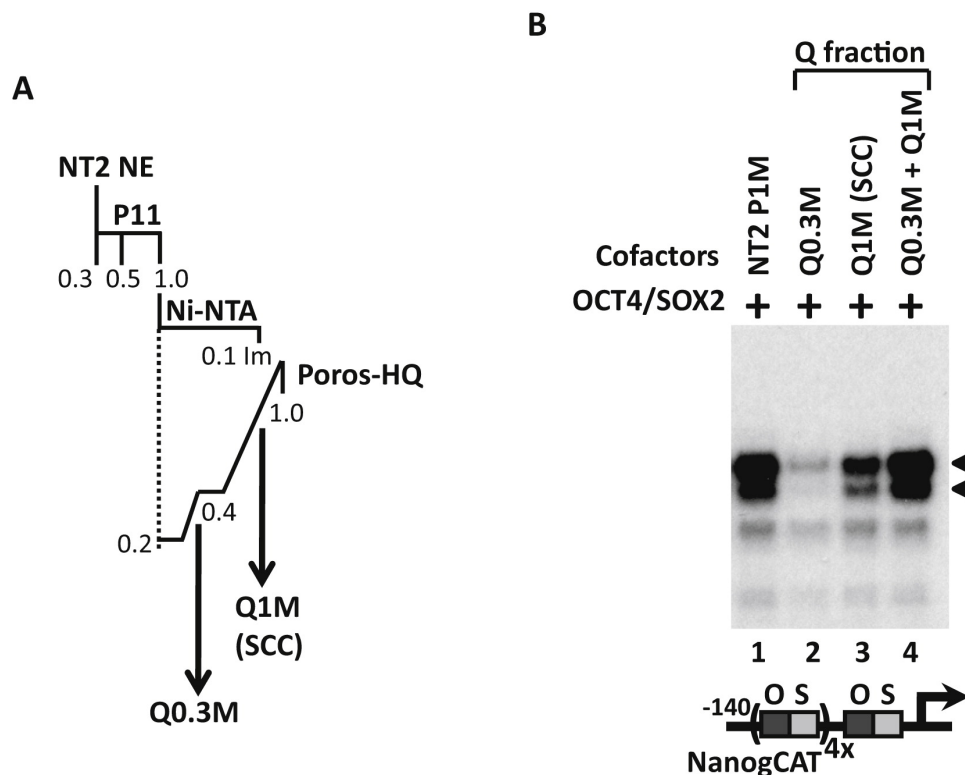 A
NT2 NE
P11
0.3 0.5 1.0
Ni-NTA
0.1 Im
Poros-HQ
1.0
0.4
0.2
Q1M
(SCC)
Q0.3M
B
Q fraction
NT2 P1M
Q0.3M
Q1M (SCC)
Q0.3M + Q1M
Cofactors
OCT4/SOX2 + + + +
1 2 3 4
O S O S
-140 ( ) 4x
NanogCAT